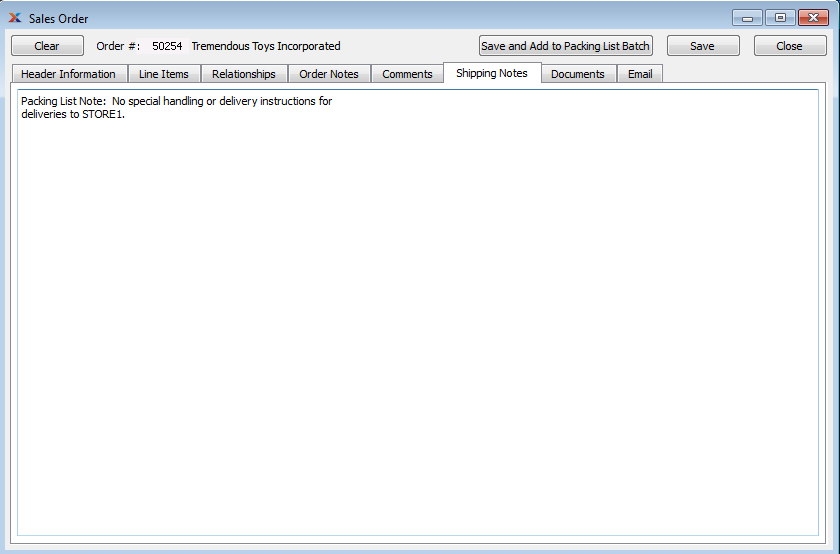 Sales Order
Clear Order #: 50254 Tremendous Toys Incorporated Save and Add to Packing List Batch Save Close
Header Information Line Items Relationships Order Notes Comments Shipping Notes Documents Email
Packing List Note: No special handling or delivery instructions for
deliveries to STORE1.